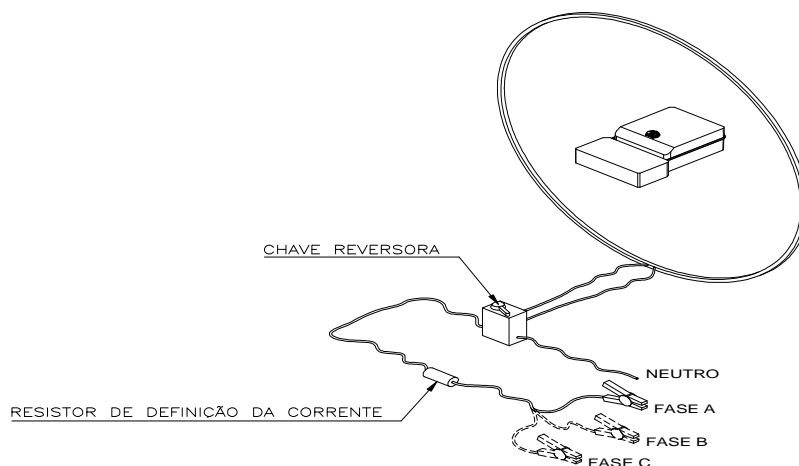 CHAVE REVERSORA
NEUTRO
RESISTOR DE DEFINIÇÃO DA CORRENTE
FASE A
FASE B
FASE C